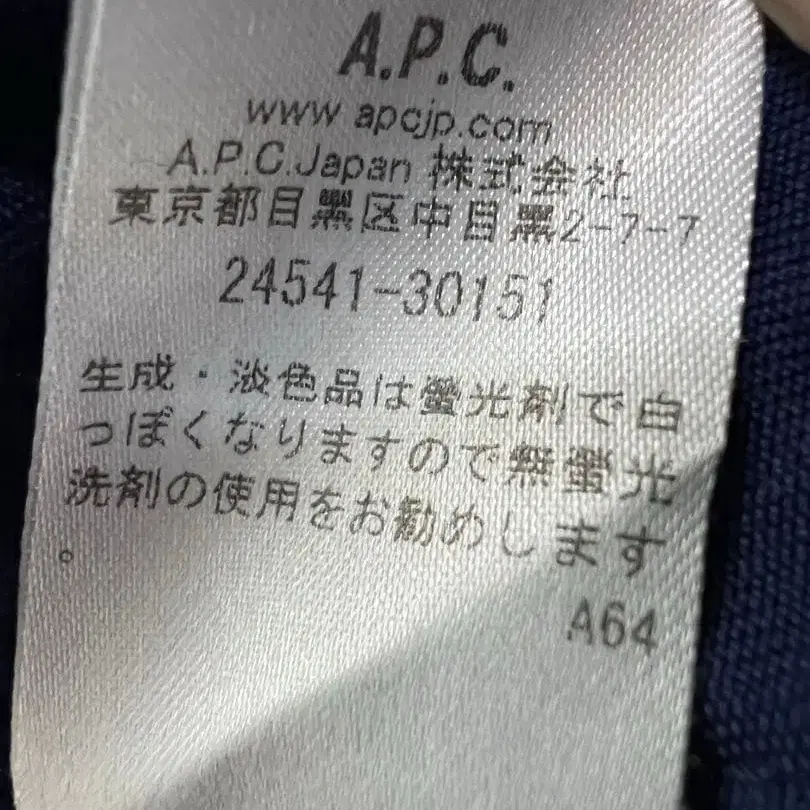 A.P.C.
www apcjp.com
A.P.C.Japan 株式会社
東京都目黒区中目黒2-7-7
24541-30151
生成・淡色品は螢光剤で白
っぽくなりますので無螢光
洗剤の使用をお勧めします
。
A64